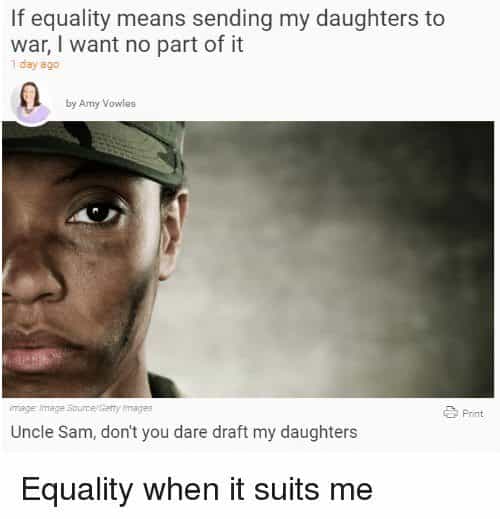 If equality means sending my daughters to
war, I want no part of it
1 day ago
by Amy Vowles
image: Image Source/Getty Images
Print
Uncle Sam, don't you dare draft my daughters
Equality when it suits me